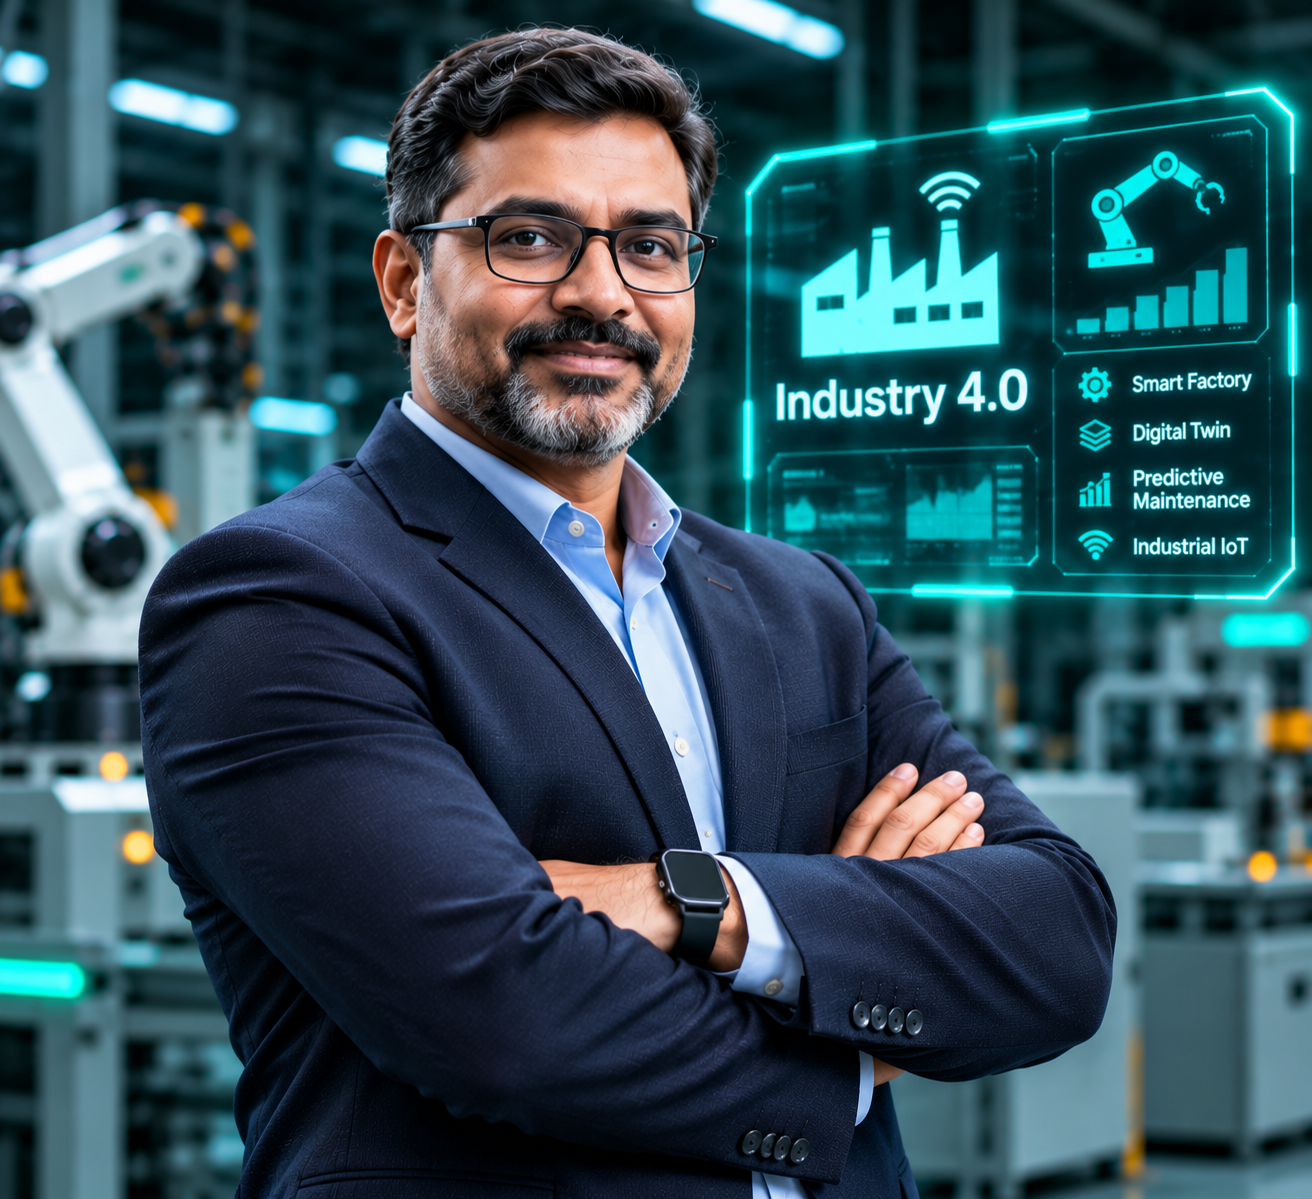 Industry 4.0
Smart Factory
Digital Twin
Predictive
Maintenance
Industrial IoT